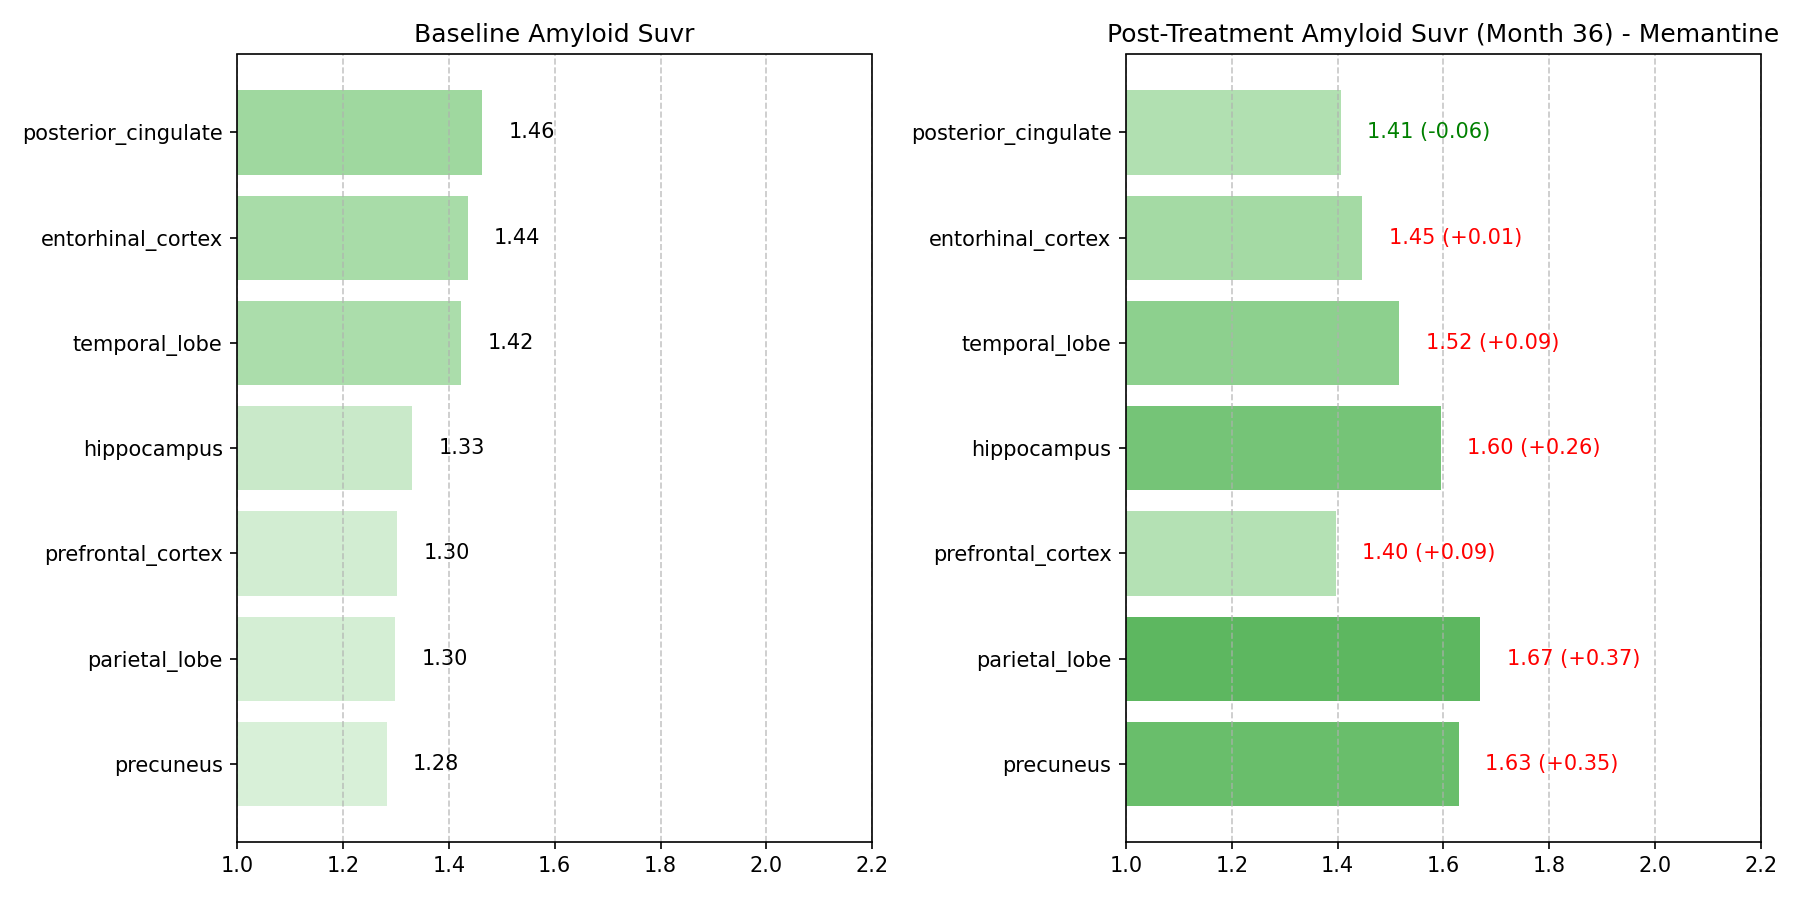 Baseline Amyloid Suvr
posterior_cingulate
1.46
entorhinal_cortex
1.44
temporal_lobe
1.42
hippocampus
1.33
prefrontal_cortex
1.30
parietal_lobe
1.30
precuneus
1.28
1.0 1.2 1.4 1.6 1.8 2.0 2.2
Post-Treatment Amyloid Suvr (Month 36) - Memantine
posterior_cingulate
1.41 (-0.06)
entorhinal_cortex
1.45 (+0.01)
temporal_lobe
1.52 (+0.09)
hippocampus
1.60 (+0.26)
prefrontal_cortex
1.40 (+0.09)
parietal_lobe
1.67 (+0.37)
precuneus
1.63 (+0.35)
1.0 1.2 1.4 1.6 1.8 2.0 2.2